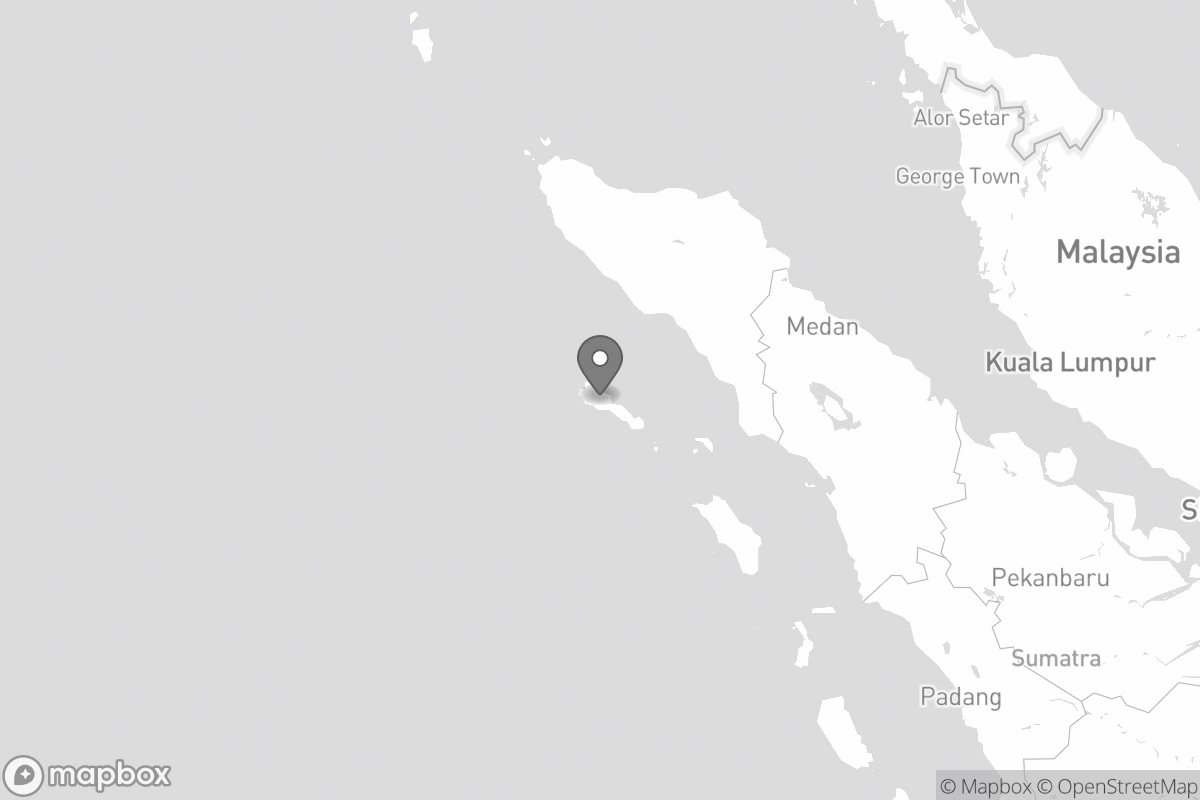 Alor Setar
George Town
Malaysia
Medan
Kuala Lumpur
S
Pekanbaru
Sumatra
Padang
mapbox
© Mapbox © OpenStreetMap